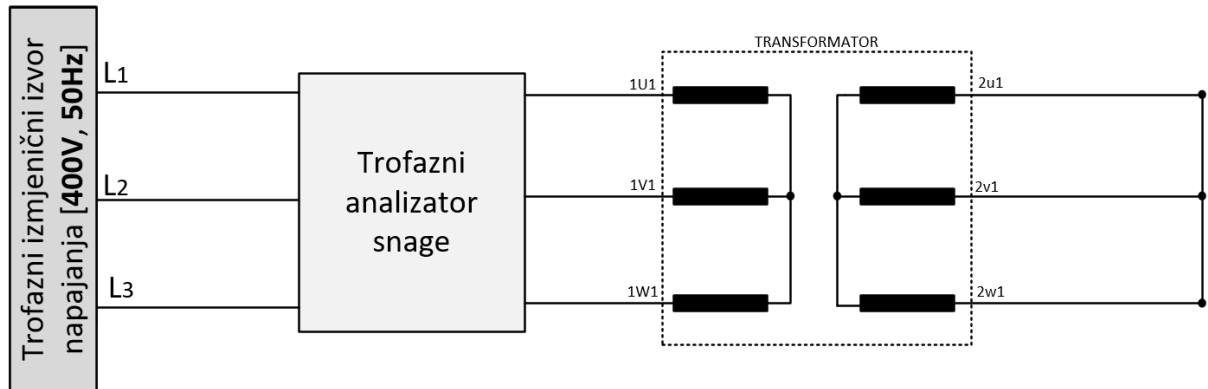 Trofazni izmjenični izvor
napajanja [400V, 50Hz]
L1
L2
L3
Trofazni
analizator
snage
TRANSFORMATOR
1U1
1V1
1W1
2u1
2v1
2w1